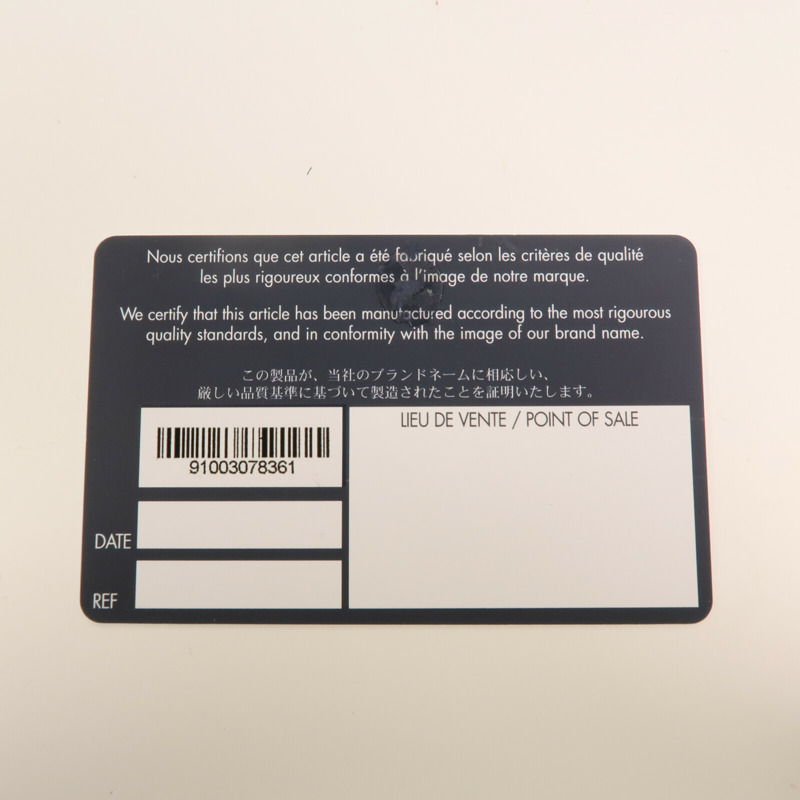 Nous certifions que cet article a été fabriqué selon les critères de qualité
les plus rigoureux conformes à l'image de notre marque.
We certify that this article has been manufactured according to the most rigourous
quality standards, and in conformity with the image of our brand name.
この製品が、当社のブランドネームに相応しい、
厳しい品質基準に基づいて製造されたことを証明いたします。
91003078361
LIEU DE VENTE / POINT OF SALE
DATE
REF